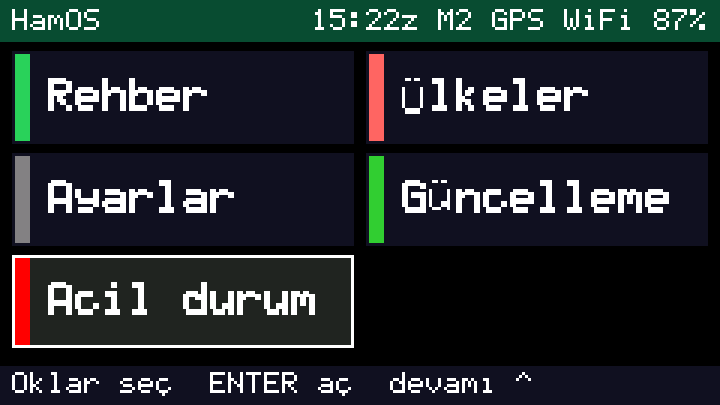 HamOS 15:22z M2 GPS WiFi 87%
Rehber Ülkeler
Ayarlar Güncelleme
Acil durum
Oklar seç ENTER aç devamı ^